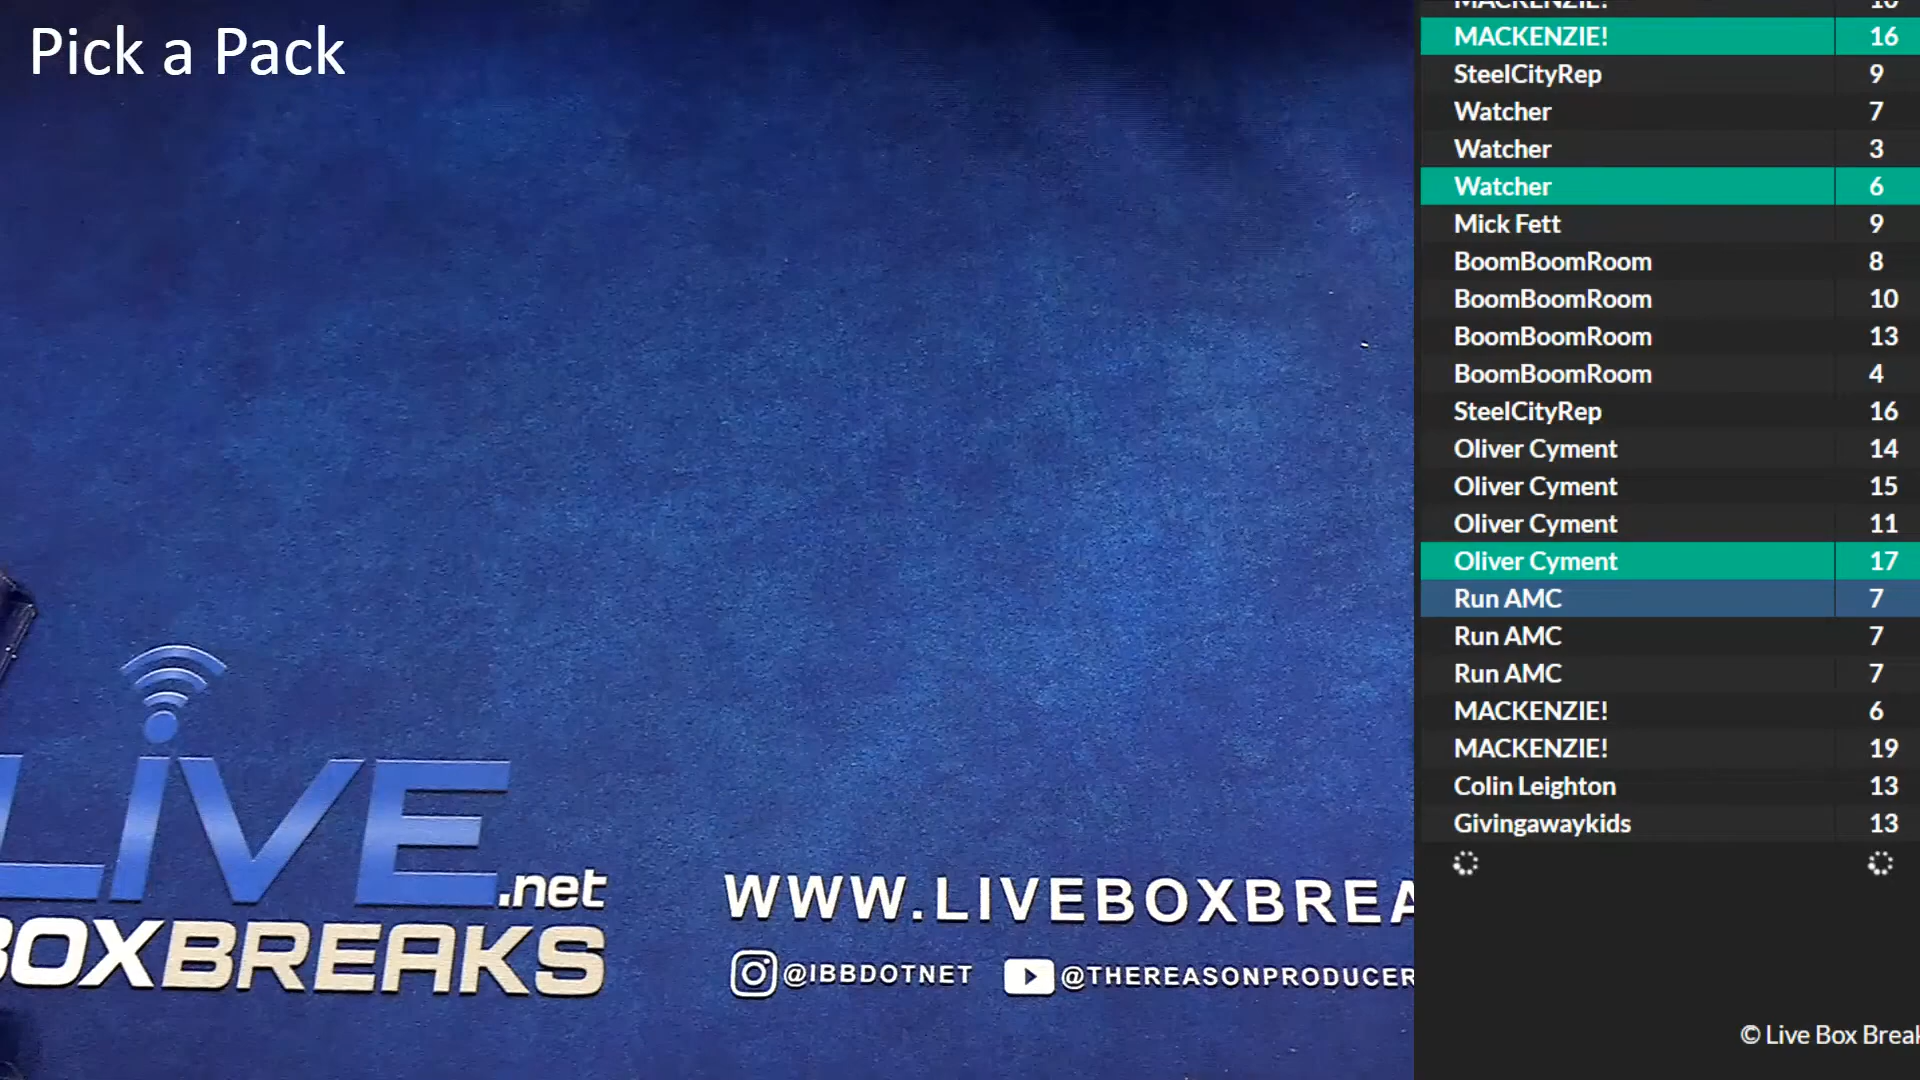 Pick a Pack
MACKENZIE! 16
SteelCityRep 9
Watcher 7
Watcher 3
Watcher 6
Mick Fett 9
BoomBoomRoom 8
BoomBoomRoom 10
BoomBoomRoom 13
BoomBoomRoom 4
SteelCityRep 16
Oliver Cyment 14
Oliver Cyment 15
Oliver Cyment 11
Oliver Cyment 17
Run AMC 7
Run AMC 7
Run AMC 7
MACKENZIE! 6
MACKENZIE! 19
Colin Leighton 13
Givingawaykids 13
LiVE.net
BOXBREAKS
WWW.LIVEBOXBREA
@IBBDOTNET @THEREASONPRODUCER
© Live Box Break